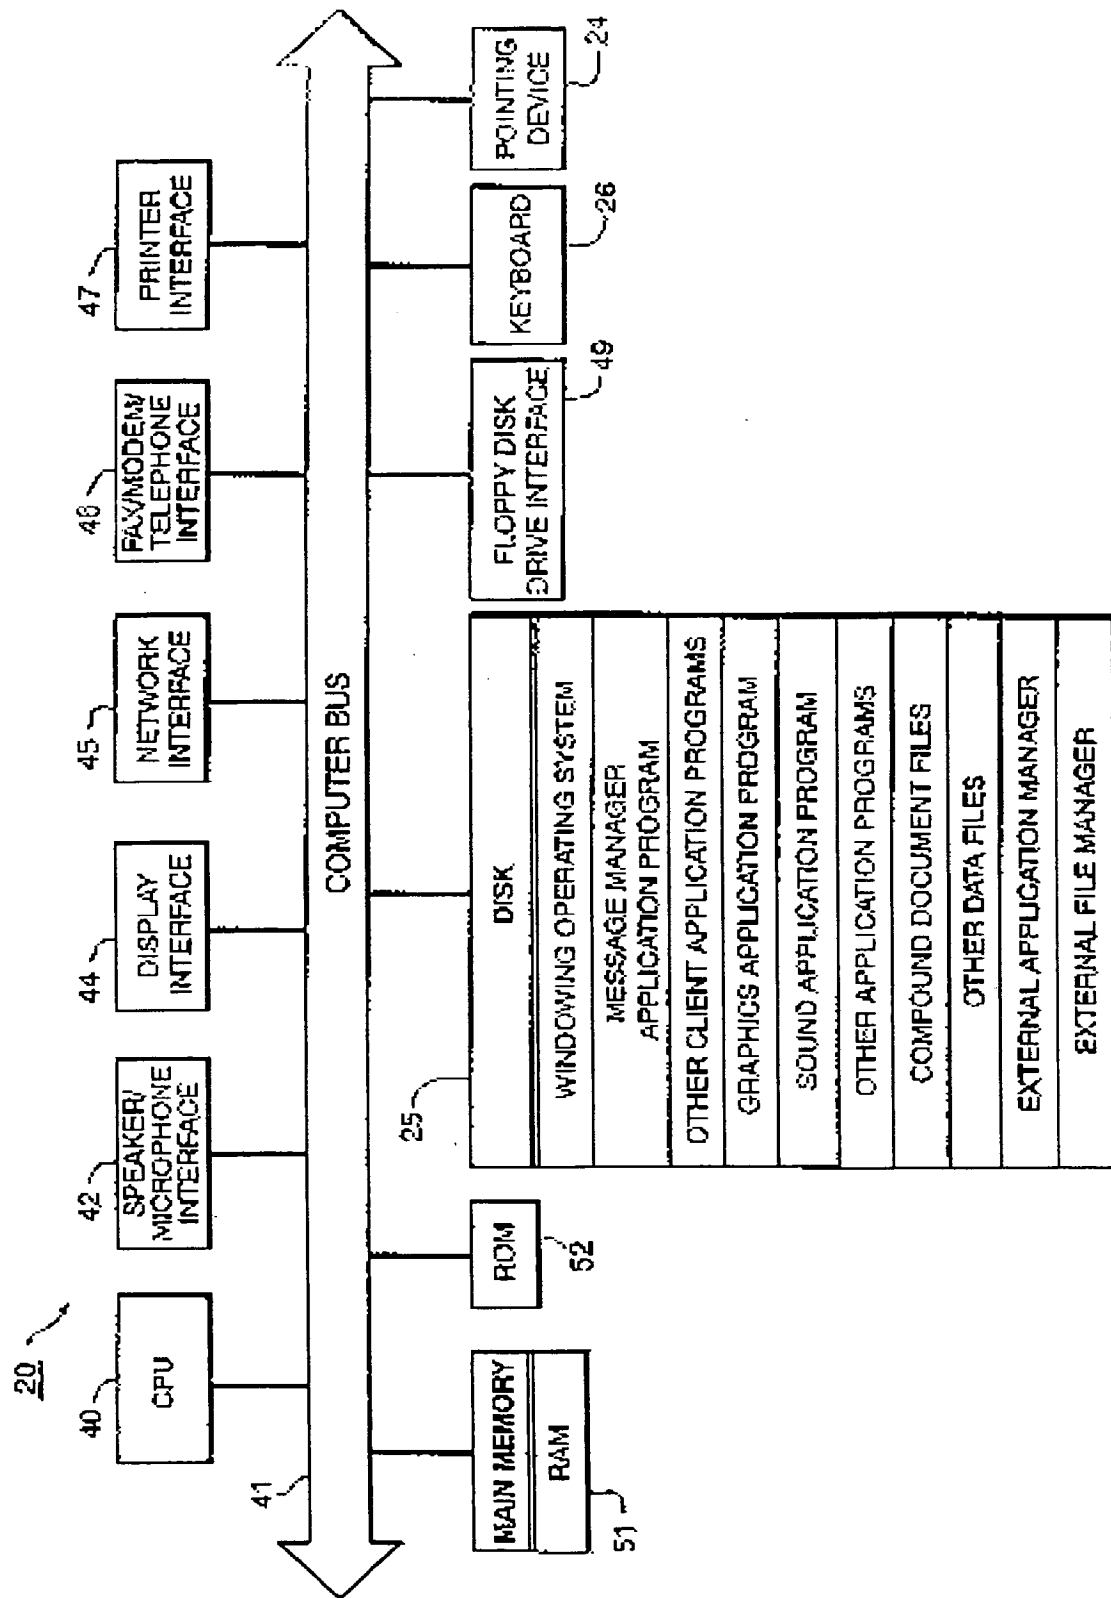 20
40
CPU
42
SPEAKER/
MICROPHONE
INTERFACE
44
DISPLAY
INTERFACE
45
NETWORK
INTERFACE
46
FAX/MODEM/
TELEPHONE
INTERFACE
47
PRINTER
INTERFACE
41
COMPUTER BUS
MAIN MEMORY
RAM
51
ROM
52
25
DISK
WINDOWING OPERATING SYSTEM
MESSAGE MANAGER
APPLICATION PROGRAM
OTHER CLIENT APPLICATION PROGRAMS
GRAPHICS APPLICATION PROGRAM
SOUND APPLICATION PROGRAM
OTHER APPLICATION PROGRAMS
COMPOUND DOCUMENT FILES
OTHER DATA FILES
EXTERNAL APPLICATION MANAGER
EXTERNAL FILE MANAGER
FLOPPY DISK
DRIVE INTERFACE
49
KEYBOARD
26
POINTING
DEVICE
24